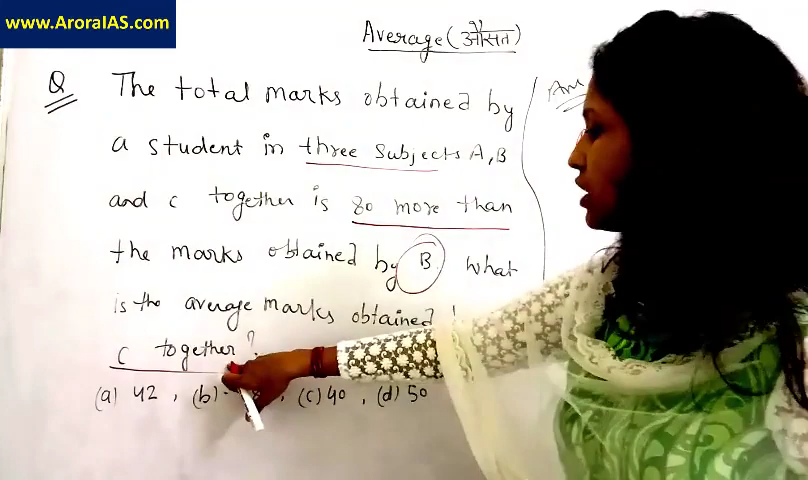 www.AroraIAS.com
Average (औसत)
Q The total marks obtained by
a student in three subjects A, B
and c together is 80 more than
the marks obtained by B. What
is the average marks obtained
c together?
(a) 42, (b) , (c) 40, (d) 50
Ans